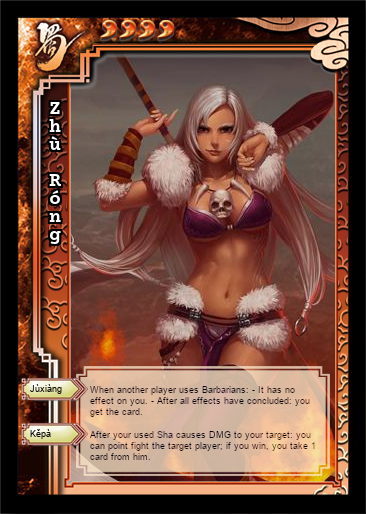 蜀
Zhù Róng
Jùxiàng
When another player uses Barbarians: - It has no
effect on you. - After all effects have concluded: you
get the card.
Kěpà
After your used Sha causes DMG to your target: you
can point fight the target player; if you win, you take 1
card from him.